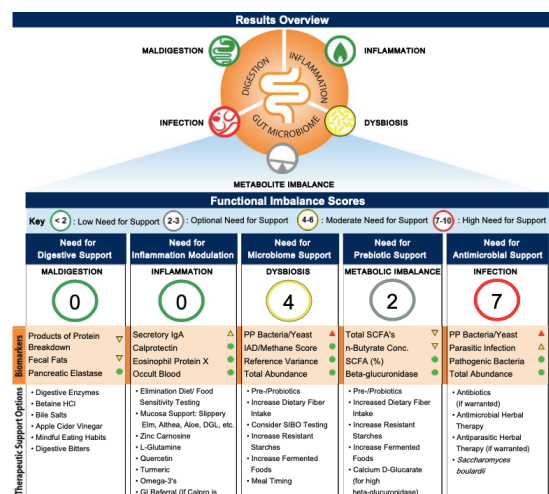 Results Overview
MALDIGESTION
INFLAMMATION
DIGESTION
INFLAMMATION
GUT MICROBIOME
INFECTION
DYSBIOSIS
METABOLITE IMBALANCE
Functional Imbalance Scores
Key < 2 : Low Need for Support 2-3 : Optional Need for Support 4-6 : Moderate Need for Support 7-10 : High Need for Support
Need for
Digestive Support
MALDIGESTION
0
Need for
Inflammation Modulation
INFLAMMATION
0
Need for
Microbiome Support
DYSBIOSIS
4
Need for
Prebiotic Support
METABOLIC IMBALANCE
2
Need for
Antimicrobial Support
INFECTION
7
Biomarkers
Products of Protein
Breakdown
Fecal Fats
Pancreatic Elastase
Secretory IgA
Calprotectin
Eosinophil Protein X
Occult Blood
PP Bacteria/Yeast
IAD/Methane Score
Reference Variance
Total Abundance
Total SCFA's
n-Butyrate Conc.
SCFA (%)
Beta-glucuronidase
PP Bacteria/Yeast
Parasitic Infection
Pathogenic Bacteria
Total Abundance
Therapeutic Support Options
• Digestive Enzymes
• Betaine HCl
• Bile Salts
• Apple Cider Vinegar
• Mindful Eating Habits
• Digestive Bitters
• Elimination Diet/ Food
Sensitivity Testing
• Mucosa Support: Slippery
Elm, Althea, Aloe, DGL, etc.
• Zinc Carnosine
• L-Glutamine
• Quercetin
• Turmeric
• Omega-3's
• GI Referral (If Calpro is
• Pre-/Probiotics
• Increase Dietary Fiber
Intake
• Consider SIBO Testing
• Increase Resistant
Starches
• Increase Fermented
Foods
• Meal Timing
• Pre-/Probiotics
• Increased Dietary Fiber
Intake
• Increase Resistant
Starches
• Increase Fermented
Foods
• Calcium D-Glucarate
(for high
beta-glucuronidase)
• Antibiotics
(if warranted)
• Antimicrobial Herbal
Therapy
• Antiparasitic Herbal
Therapy (if warranted)
• Saccharomyces
boulardii